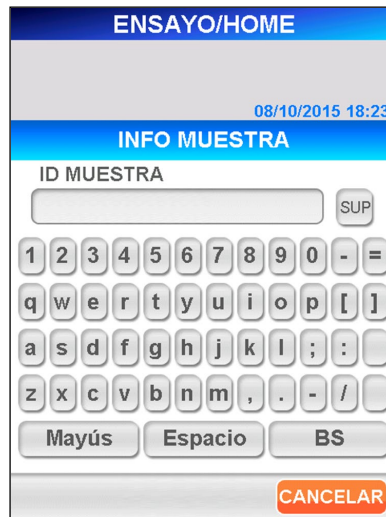 ENSAYO/HOME
08/10/2015 18:23
INFO MUESTRA
ID MUESTRA
SUP
1 2 3 4 5 6 7 8 9 0 - =
q w e r t y u i o p [ ]
a s d f g h j k l ; :
z x c v b n m , . - /
Mayús Espacio BS
CANCELAR